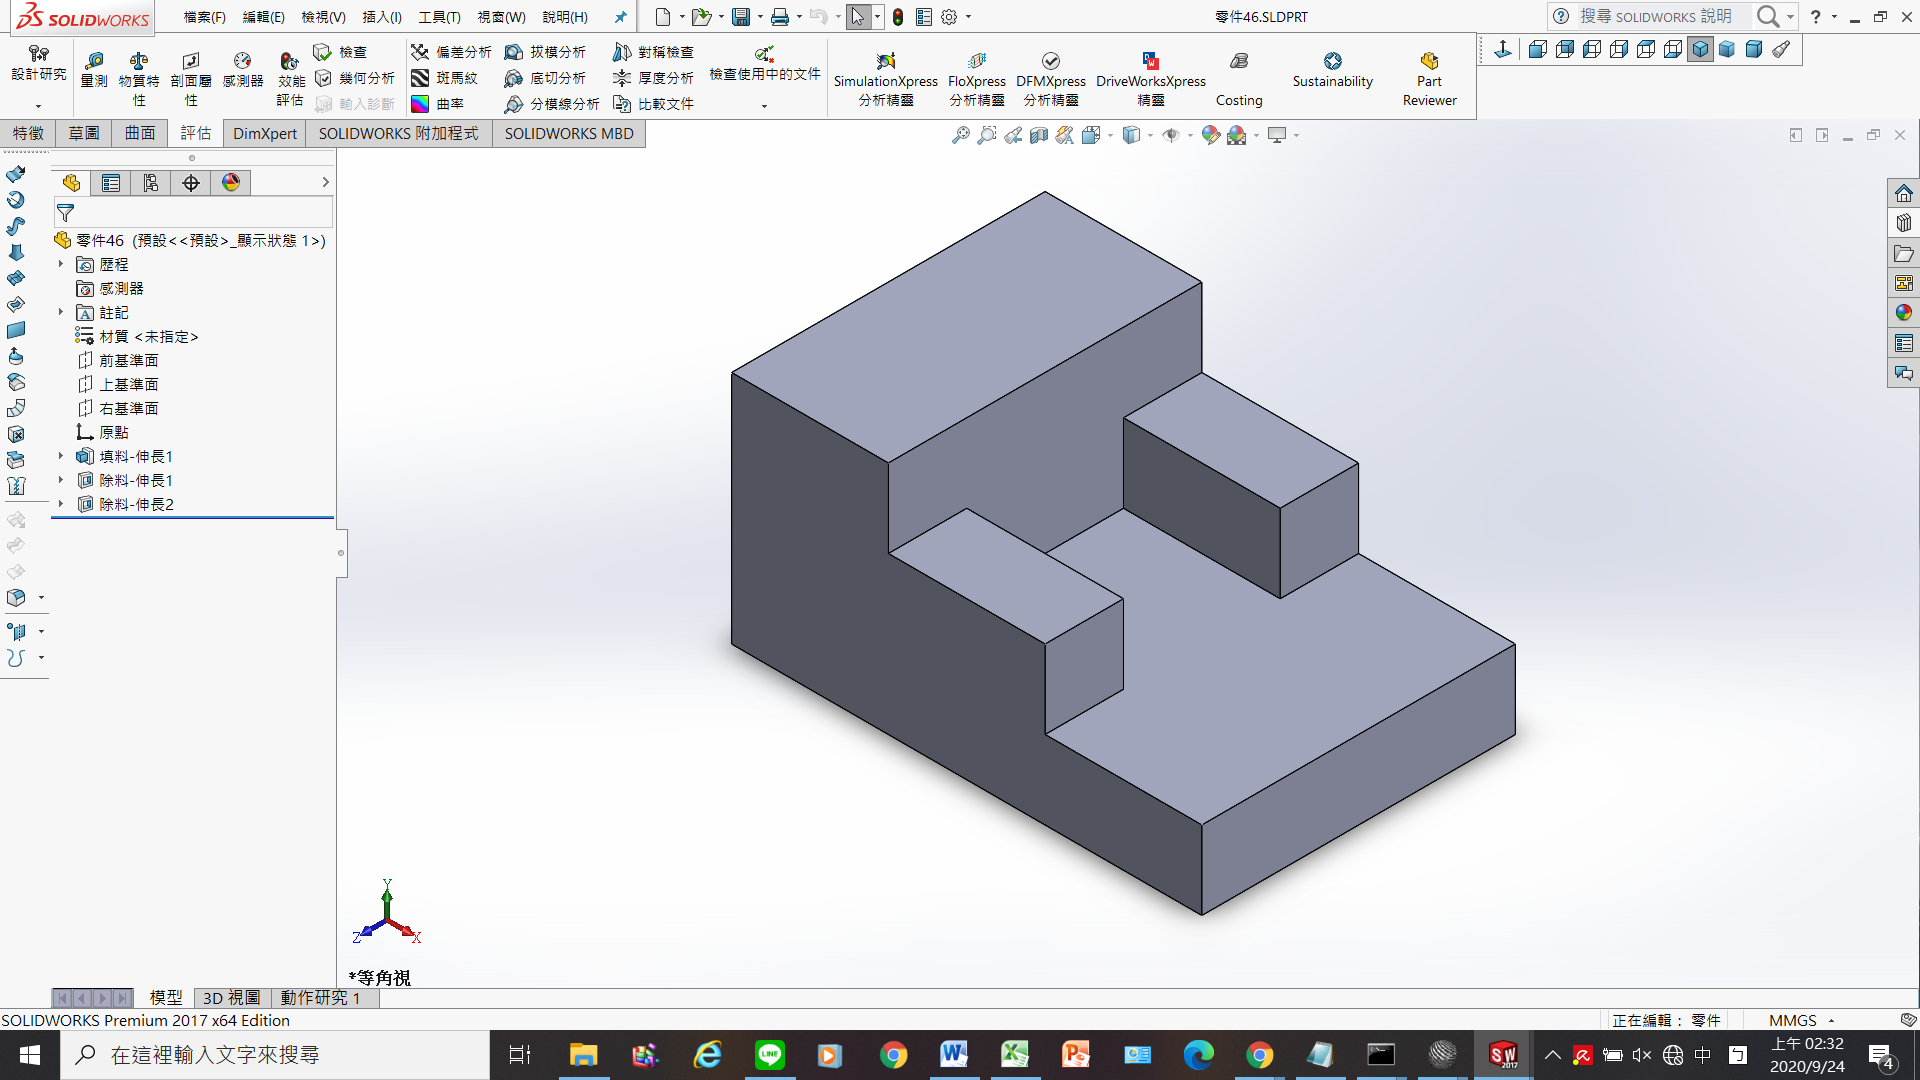 SOLIDWORKS 檔案(F) 編輯(E) 檢視(V) 插入(I) 工具(T) 視窗(W) 說明(H) 零件46.SLDPRT 搜尋 SOLIDWORKS 說明
設計研究
量測
物質特性
剖面屬性
感測器
效能評估
檢查
幾何分析
輸入診斷
偏差分析
斑馬紋
曲率
拔模分析
底切分析
分模線分析
對稱檢查
厚度分析
比較文件
檢查使用中的文件
SimulationXpress 分析精靈
FloXpress 分析精靈
DFMXpress 分析精靈
DriveWorksXpress 精靈
Costing
Sustainability
Part Reviewer
特徵 草圖 曲面 評估 DimXpert SOLIDWORKS 附加程式 SOLIDWORKS MBD
零件46 (預設<<預設>_顯示狀態 1>)
歷程
感測器
註記
材質 <未指定>
前基準面
上基準面
右基準面
原點
填料-伸長1
除料-伸長1
除料-伸長2
Y
Z X
*等角視
模型 3D 視圖 動作研究 1
SOLIDWORKS Premium 2017 x64 Edition 正在編輯： 零件 MMGS
在這裡輸入文字來搜尋 中 上午 02:32
2020/9/24 4